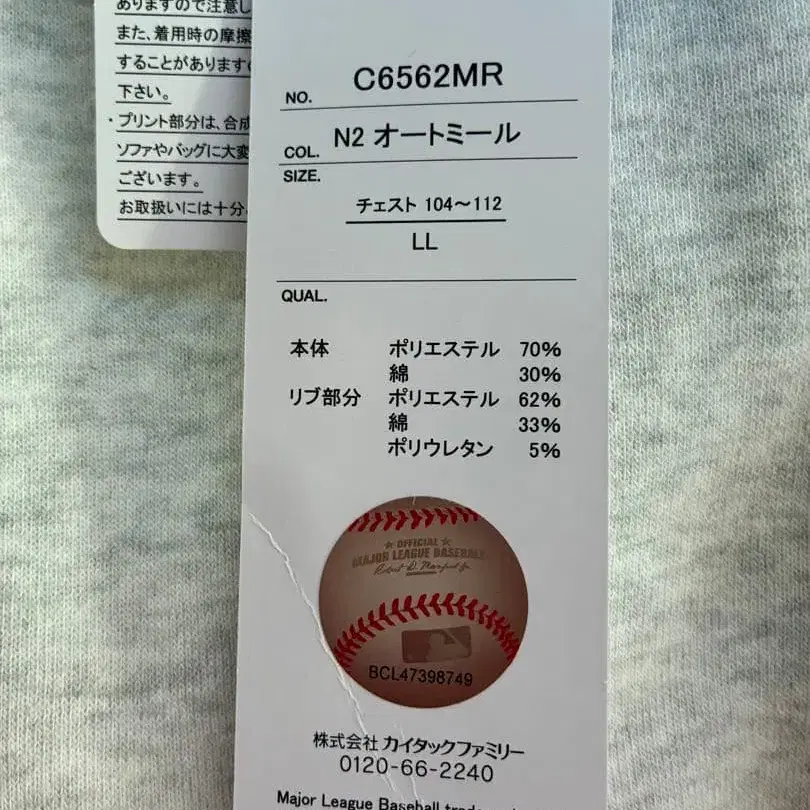 ありますので注意し
また、着用時の摩擦
することがあります
下さい。
・プリント部分は、合成
ソファやバッグに大変
ございます。
お取扱いには十分
NO. C6562MR
COL. N2 オートミール
SIZE.
チェスト 104〜112
LL
QUAL.
本体 ポリエステル 70%
綿 30%
リブ部分 ポリエステル 62%
綿 33%
ポリウレタン 5%
★ OFFICIAL ★
MAJOR LEAGUE BASEBALL
Robert D. Manfred Jr.
BCL47398749
株式会社 カイタックファミリー
0120-66-2240
Major League Baseball